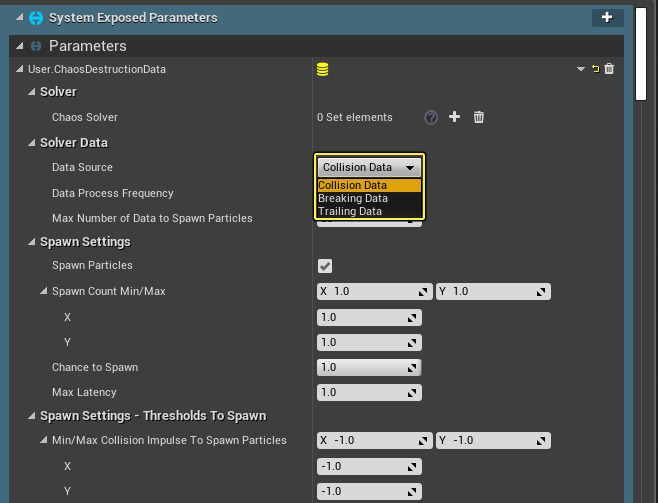 System Exposed Parameters
Parameters
User.ChaosDestructionData
Solver
Chaos Solver 0 Set elements
Solver Data
Data Source Collision Data
Collision Data
Data Process Frequency
Breaking Data
Trailing Data
Max Number of Data to Spawn Particles
Spawn Settings
Spawn Particles
Spawn Count Min/Max X 1.0 Y 1.0
X 1.0
Y 1.0
Chance to Spawn 1.0
Max Latency 1.0
Spawn Settings - Thresholds To Spawn
Min/Max Collision Impulse To Spawn Particles X -1.0 Y -1.0
X -1.0
Y -1.0